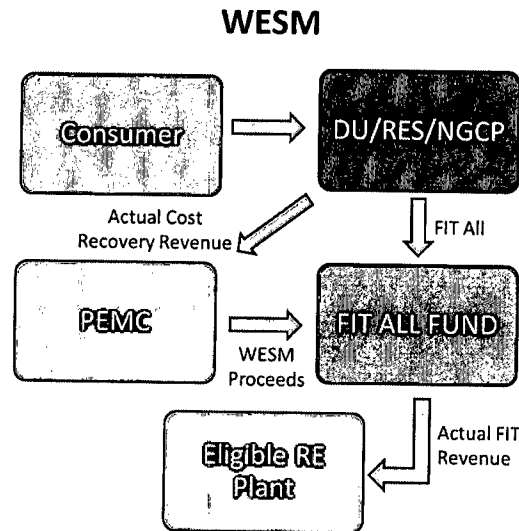 WESM
Consumer
DU/RES/NGCP
Actual Cost
Recovery Revenue
FIT All
PEMC
FIT ALL FUND
WESM
Proceeds
Eligible RE
Plant
Actual FIT
Revenue